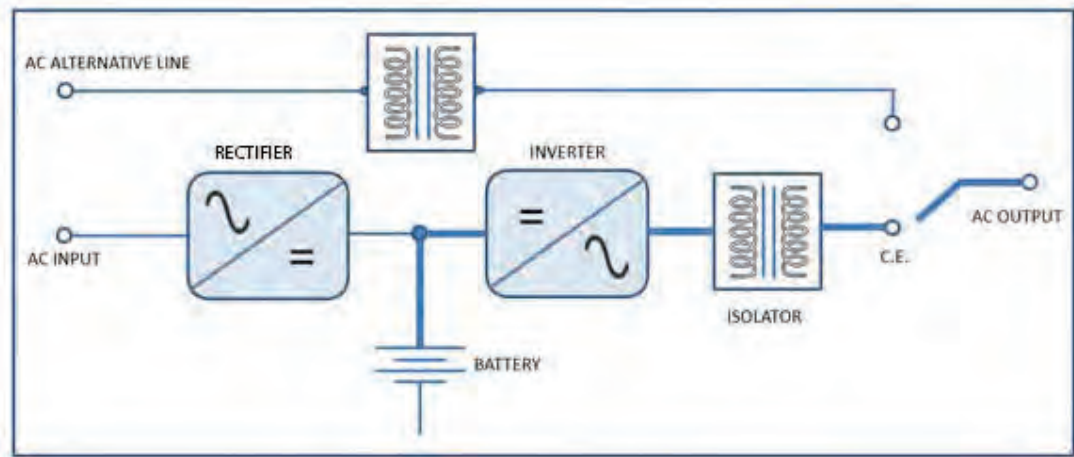 AC ALTERNATIVE LINE
RECTIFIER
INVERTER
AC INPUT
AC OUTPUT
C.E.
ISOLATOR
BATTERY